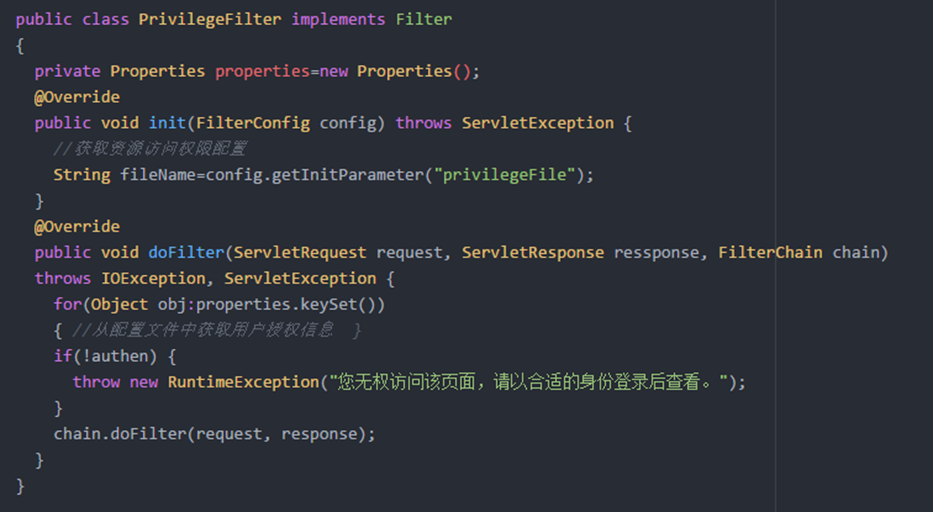 public class PrivilegeFilter implements Filter
{
private Properties properties=new Properties();
@Override
public void init(FilterConfig config) throws ServletException {
//获取资源访问权限配置
String fileName=config.getInitParameter("privilegeFile");
}
@Override
public void doFilter(ServletRequest request, ServletResponse ressponse, FilterChain chain)
throws IOException, ServletException {
for(Object obj:properties.keySet())
{ //从配置文件中获取用户授权信息 }
if(!authen) {
throw new RuntimeException("您无权访问该页面，请以合适的身份登录后查看。");
}
chain.doFilter(request, response);
}
}